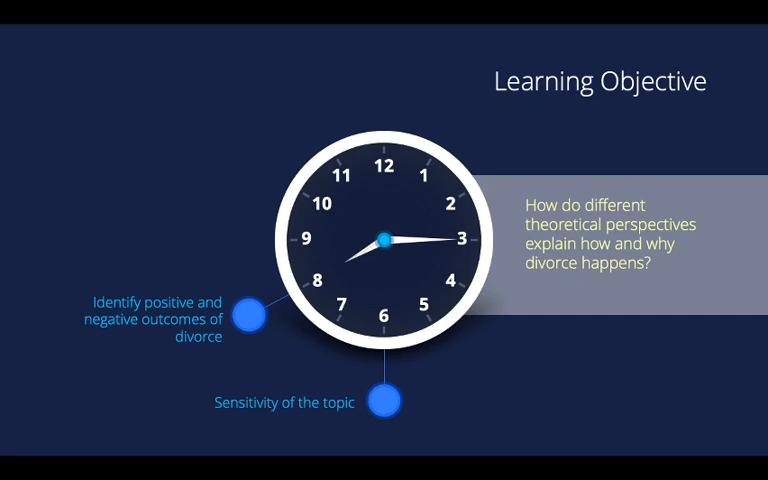 Learning Objective
12
11
1
10
2
9
3
8
4
7
5
6
How do different
theoretical perspectives
explain how and why
divorce happens?
Identify positive and
negative outcomes of
divorce
Sensitivity of the topic